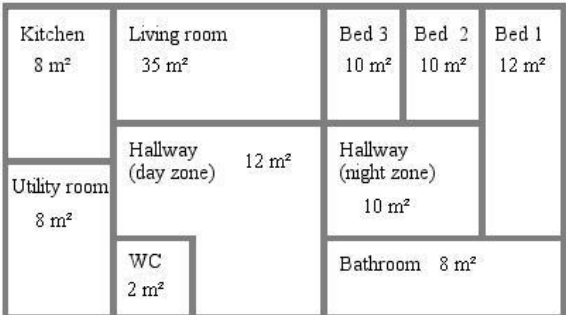 Kitchen
8 m²
Living room
35 m²
Bed 3
10 m²
Bed 2
10 m²
Bed 1
12 m²
Hallway
(day zone)
12 m²
Hallway
(night zone)
10 m²
Utility room
8 m²
WC
2 m²
Bathroom 8 m²